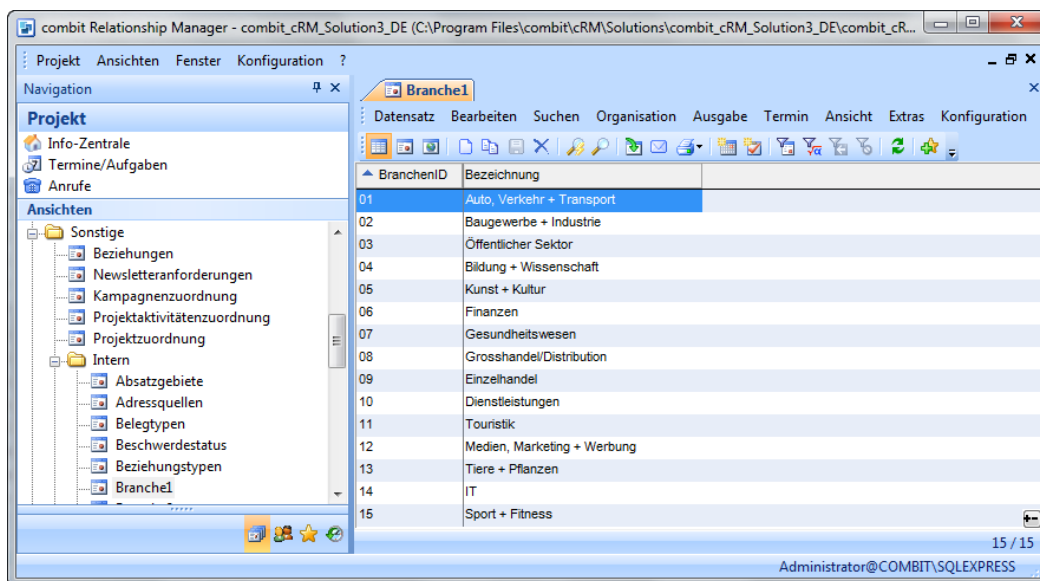 combit Relationship Manager - combit_cRM_Solution3_DE (C:\Program Files\combit\cRM\Solutions\combit_cRM_Solution3_DE\combit_cR...
Projekt Ansichten Fenster Konfiguration ?
Navigation
Projekt
Info-Zentrale
Termine/Aufgaben
Anrufe
Ansichten
Sonstige
Beziehungen
Newsletteranforderungen
Kampagnenzuordnung
Projektaktivitätenzuordnung
Projektzuordnung
Intern
Absatzgebiete
Adressquellen
Belegtypen
Beschwerdestatus
Beziehungstypen
Branche1
Branche1
Datensatz Bearbeiten Suchen Organisation Ausgabe Termin Ansicht Extras Konfiguration
BranchenID Bezeichnung
01 Auto, Verkehr + Transport
02 Baugewerbe + Industrie
03 Öffentlicher Sektor
04 Bildung + Wissenschaft
05 Kunst + Kultur
06 Finanzen
07 Gesundheitswesen
08 Grosshandel/Distribution
09 Einzelhandel
10 Dienstleistungen
11 Touristik
12 Medien, Marketing + Werbung
13 Tiere + Pflanzen
14 IT
15 Sport + Fitness
15 / 15
Administrator@COMBIT\SQLEXPRESS